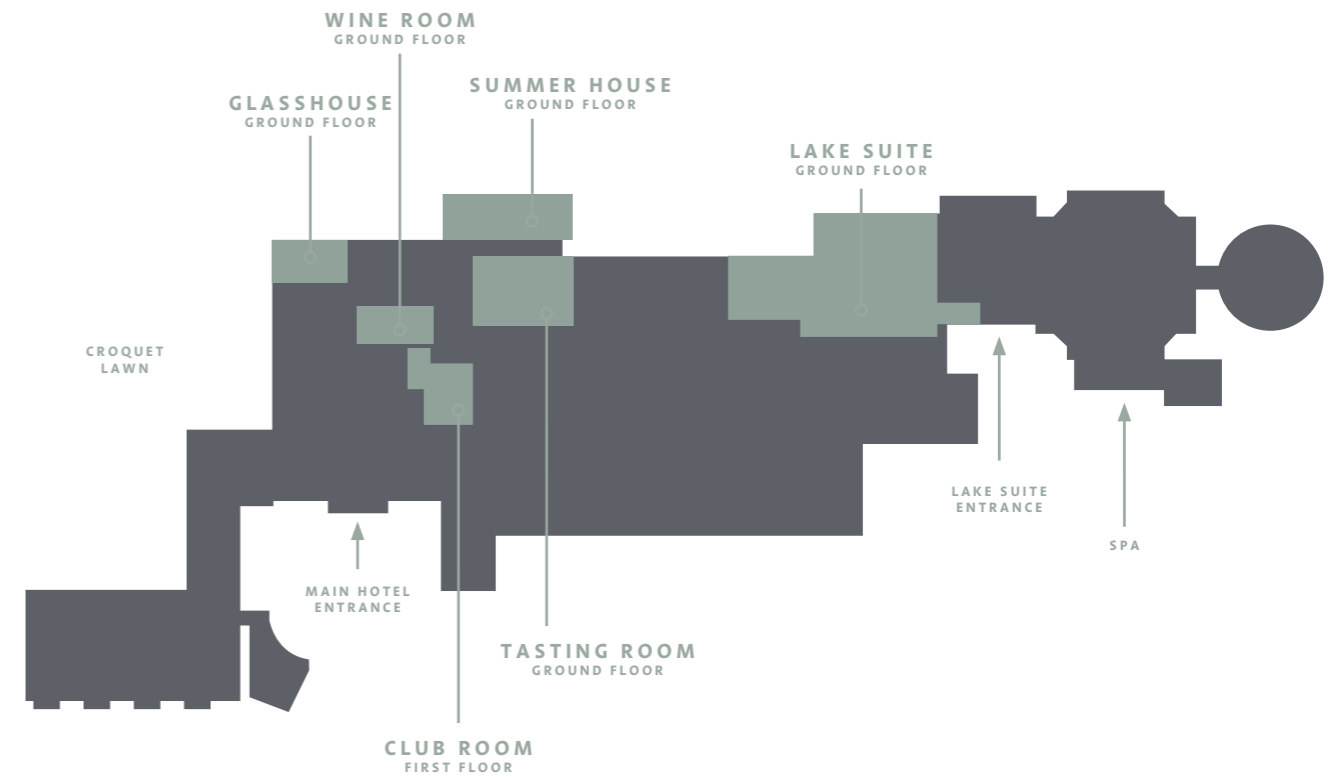 WINE ROOM
GROUND FLOOR
SUMMER HOUSE
GROUND FLOOR
GLASSHOUSE
GROUND FLOOR
LAKE SUITE
GROUND FLOOR
CROQUET
LAWN
LAKE SUITE
ENTRANCE
SPA
MAIN HOTEL
ENTRANCE
TASTING ROOM
GROUND FLOOR
CLUB ROOM
FIRST FLOOR